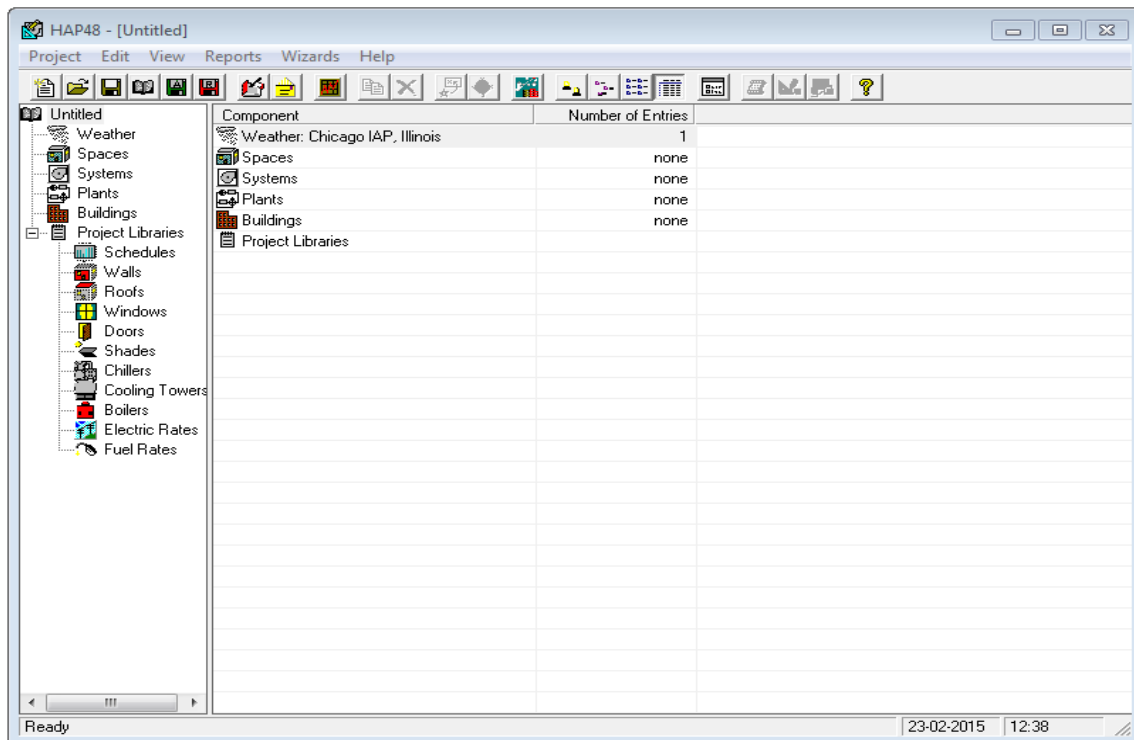 HAP48 - [Untitled]
Project Edit View Reports Wizards Help
Untitled
Weather
Spaces
Systems
Plants
Buildings
Project Libraries
Schedules
Walls
Roofs
Windows
Doors
Shades
Chillers
Cooling Towers
Boilers
Electric Rates
Fuel Rates
Component Number of Entries
Weather: Chicago IAP, Illinois 1
Spaces none
Systems none
Plants none
Buildings none
Project Libraries
Ready 23-02-2015 12:38